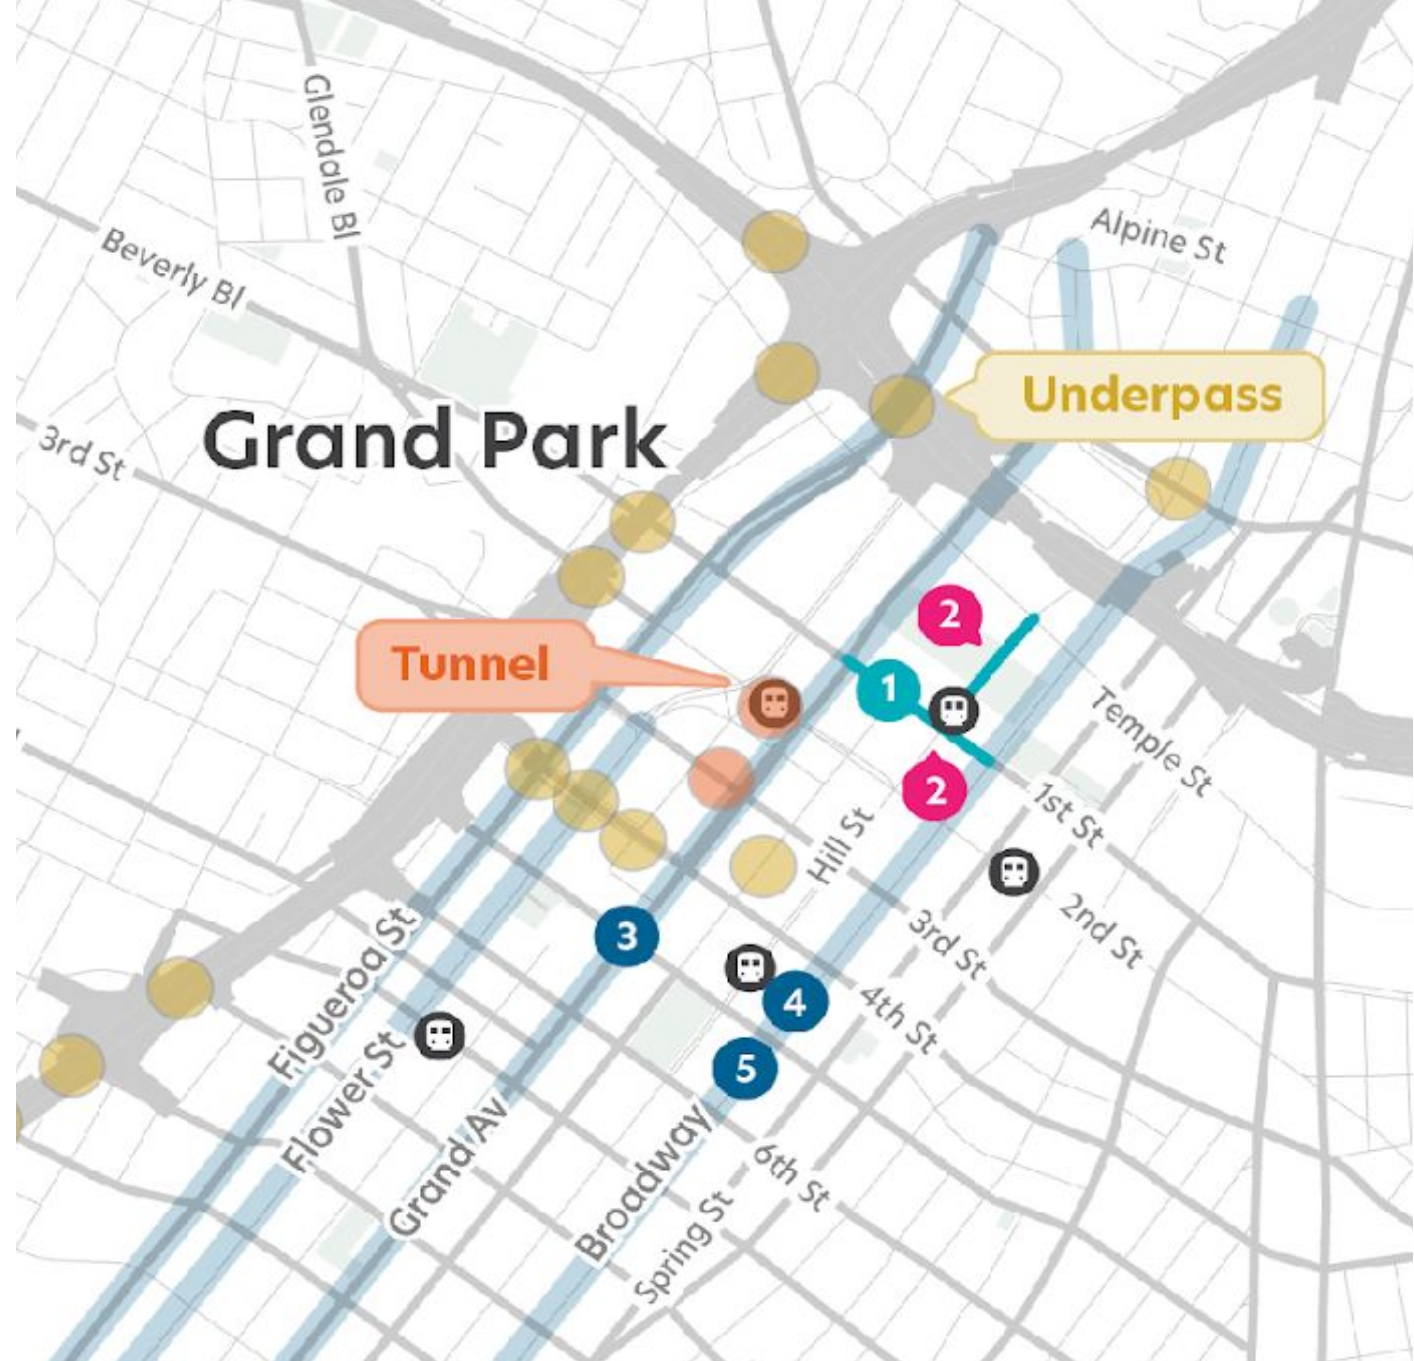 Glendale Bl
Alpine St
Beverly Bl
Underpass
Grand Park
3rd St
2
Tunnel
1
Temple St
2
1st St
Hill St
2nd St
3
3rd St
4
4th St
Figueroa St
5
Flower St
Grand Av
Broadway
6th St
Spring St